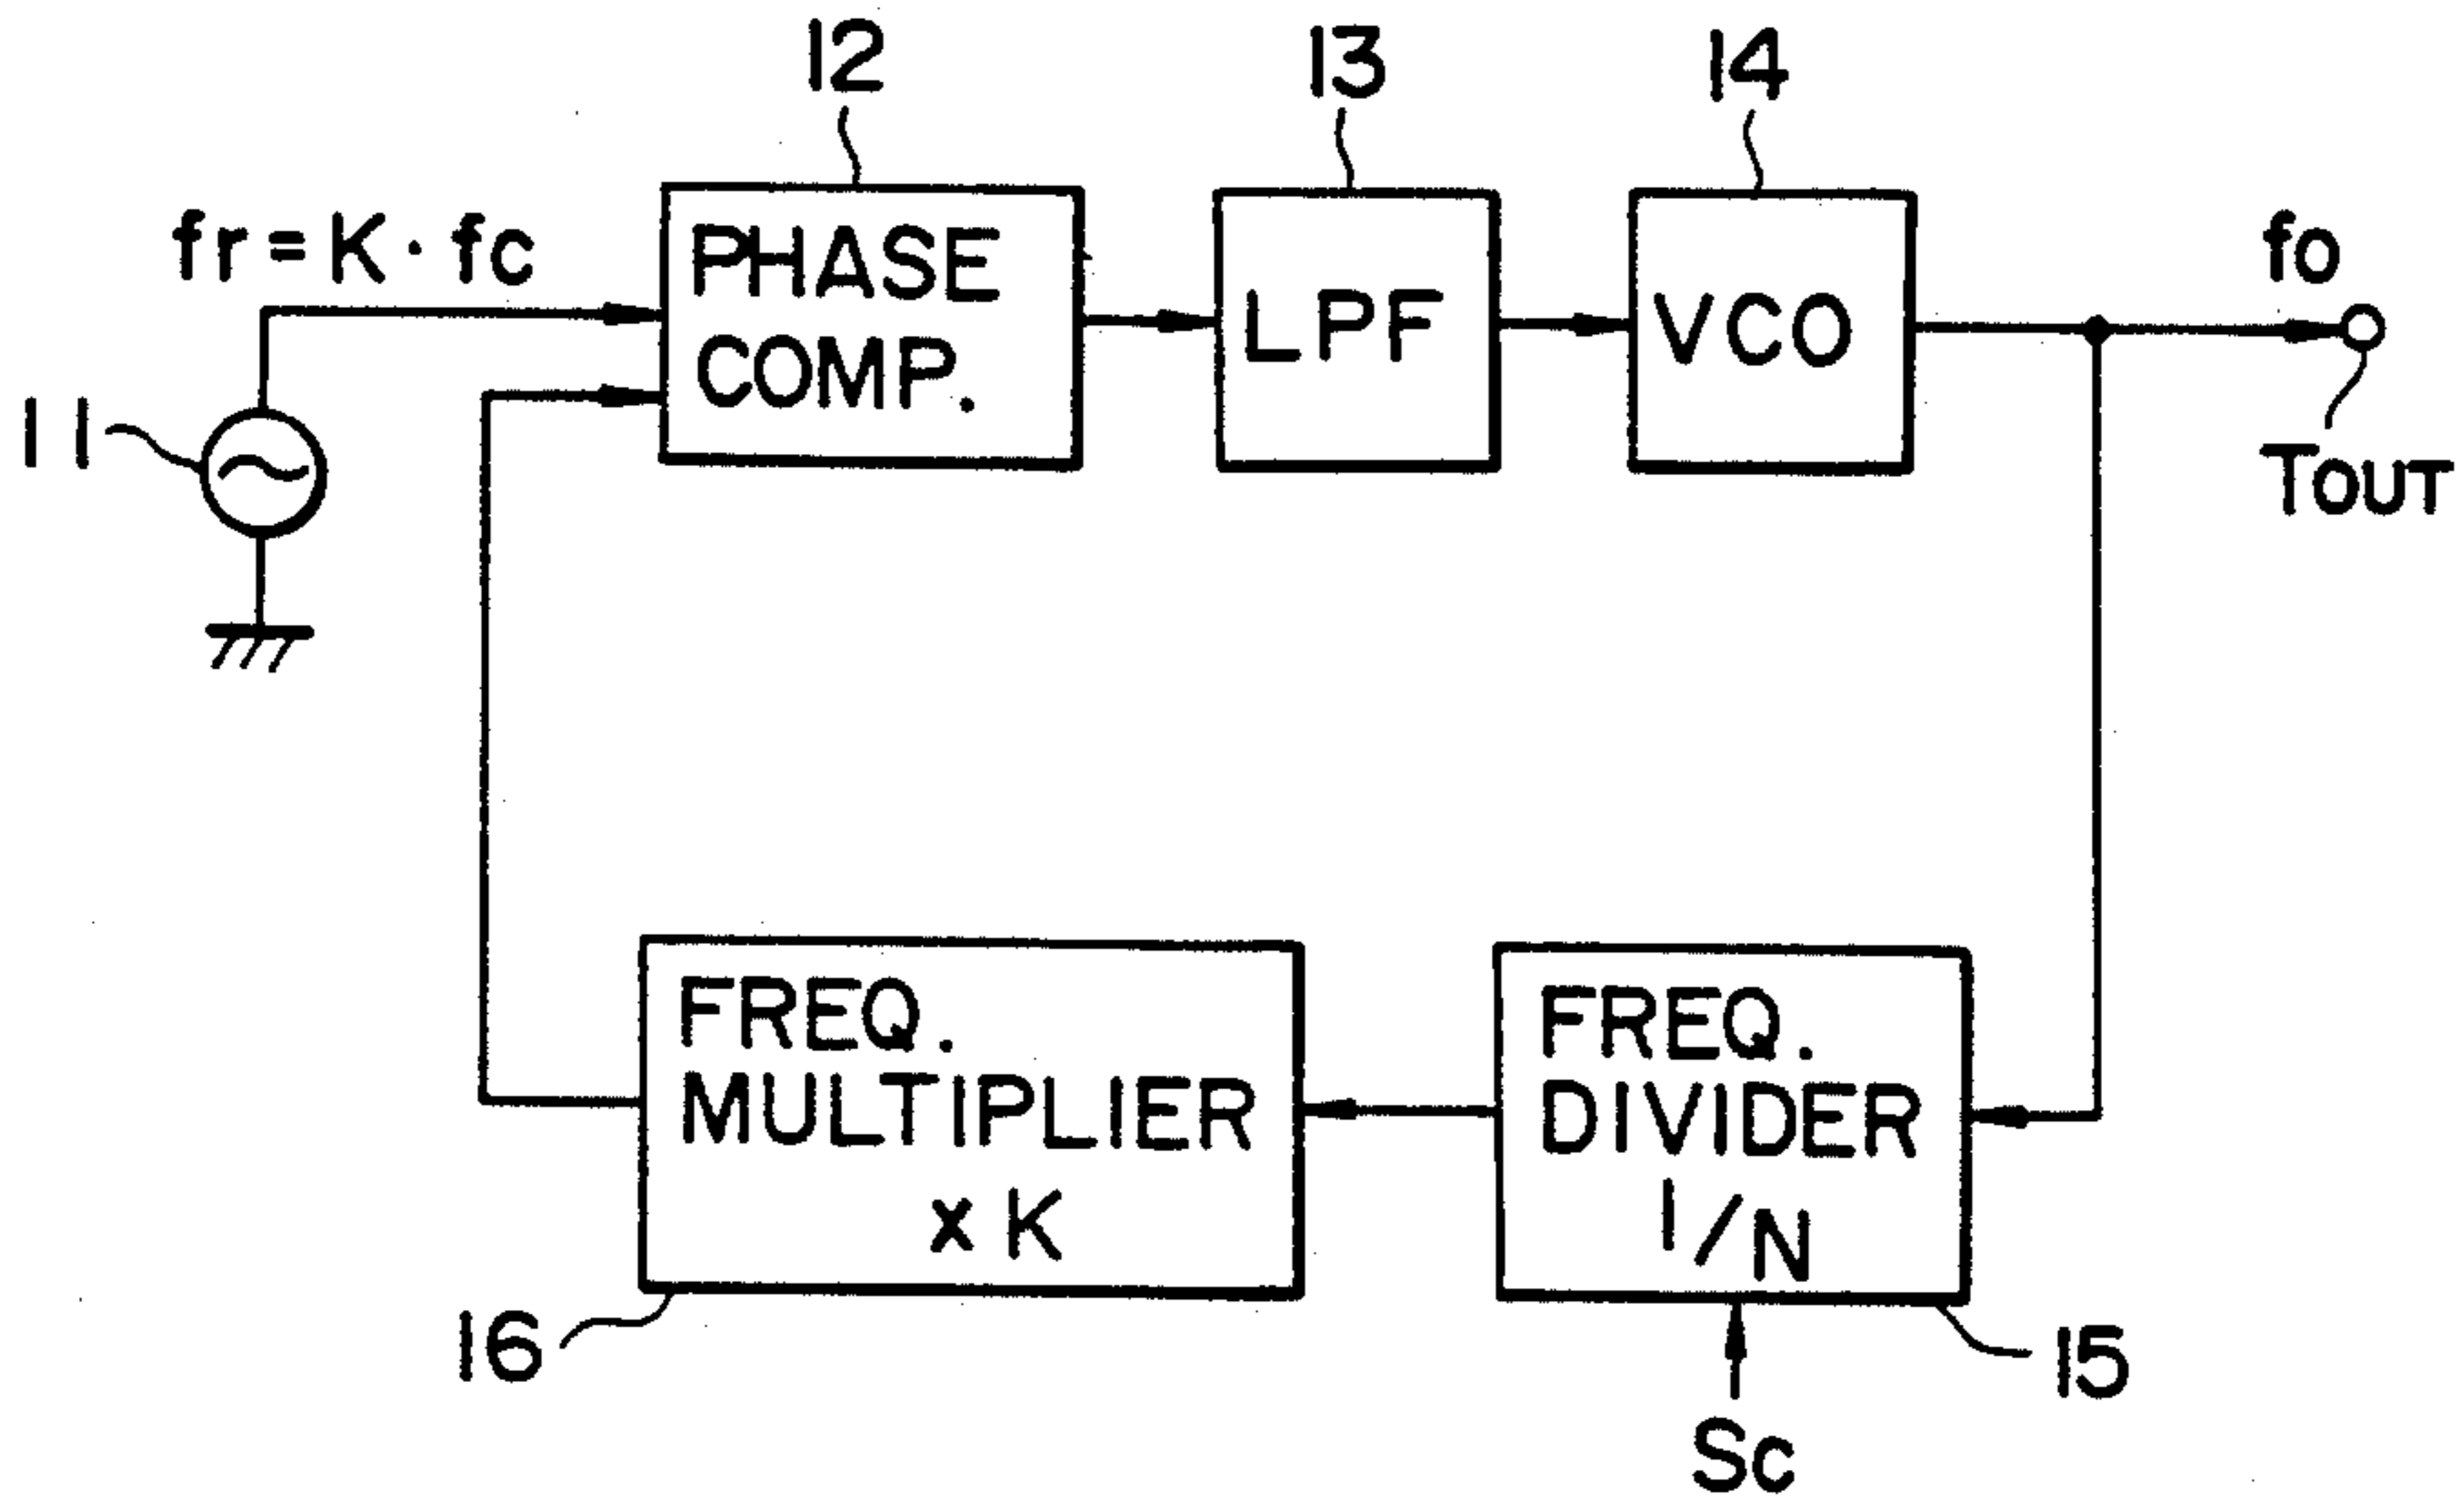 12
13
14
fr=K·fc
PHASE
COMP.
LPF
VCO
fo
11
TOUT
FREQ.
MULTIPLIER
×K
FREQ.
DIVIDER
1/N
16
15
Sc